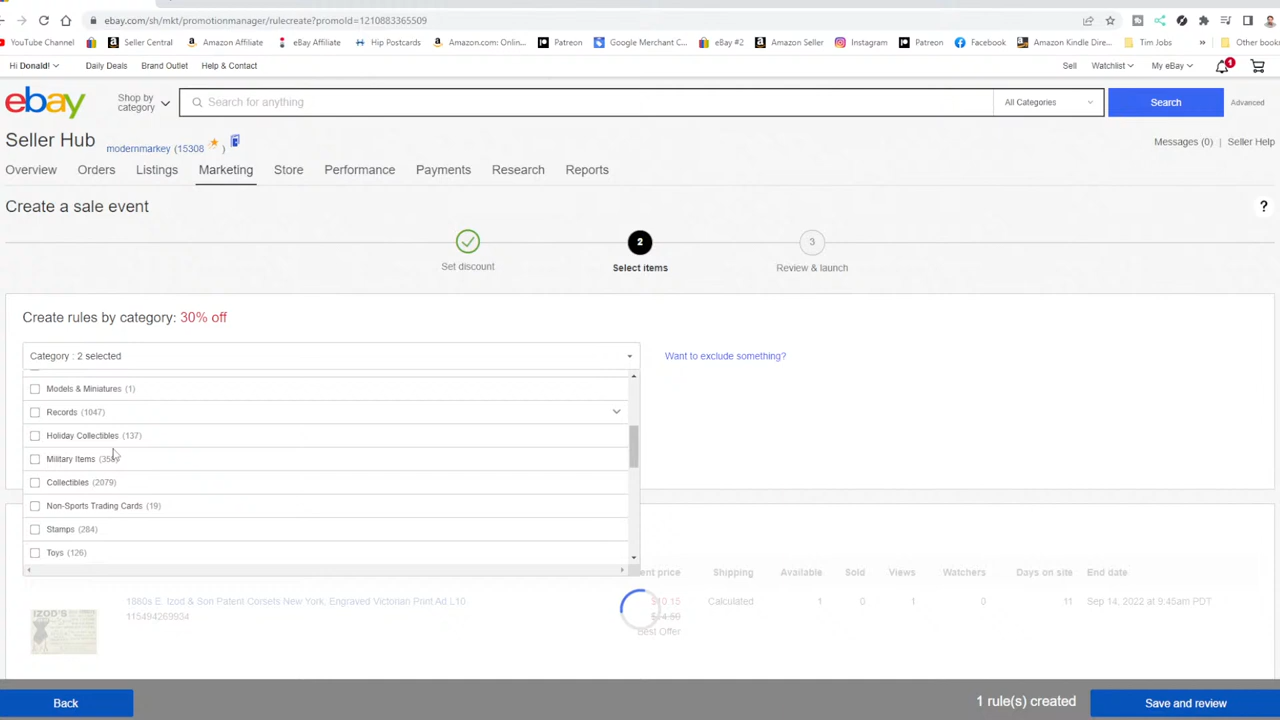 ebay.com/sh/mkt/promotionmanager/rulecreate?promoId=1210883365509
YouTube Channel Seller Central Amazon Affiliate eBay Affiliate Hip Postcards Amazon.com: Onlin... Patreon Google Merchant C... eBay #2 Amazon Seller Instagram Patreon Facebook Amazon Kindle Dire... Tim Jobs » Other book
Hi Donald! Daily Deals Brand Outlet Help & Contact Sell Watchlist My eBay 1
ebay Shop by category Search for anything All Categories Search Advanced
Seller Hub modernmarkey (15308 ) Messages (0) | Seller Help
Overview Orders Listings Marketing Store Performance Payments Research Reports
Create a sale event ?
2 3
Set discount Select items Review & launch
Create rules by category: 30% off
Category : 2 selected Want to exclude something?
Models & Miniatures (1)
Records (1047)
Holiday Collectibles (137)
Military Items
Collectibles (2079)
Non-Sports Trading Cards (19)
Stamps (284)
Toys (126)
ent price Shipping Available Sold Views Watchers Days on site End date
1880s E. Izod & Son Patent Corsets New York, Engraved Victorian Print Ad L10 $10.15 Calculated 1 0 1 0 11 Sep 14, 2022 at 9:45am PDT
115494269934 $14.50
Best Offer
IZOD'S
Back 1 rule(s) created Save and review